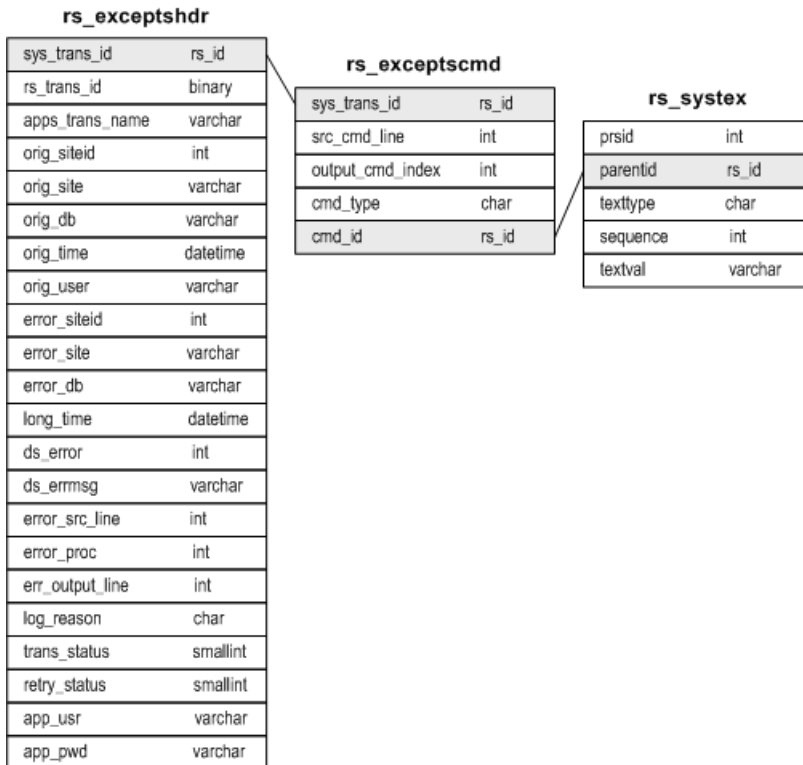 rs_exceptshdr
sys_trans_id rs_id
rs_trans_id binary
apps_trans_name varchar
orig_siteid int
orig_site varchar
orig_db varchar
orig_time datetime
orig_user varchar
error_siteid int
error_site varchar
error_db varchar
long_time datetime
ds_error int
ds_errmsg varchar
error_src_line int
error_proc int
err_output_line int
log_reason char
trans_status smallint
retry_status smallint
app_usr varchar
app_pwd varchar
rs_exceptscmd
sys_trans_id rs_id
src_cmd_line int
output_cmd_index int
cmd_type char
cmd_id rs_id
rs_systex
prsid int
parentid rs_id
texttype char
sequence int
textval varchar